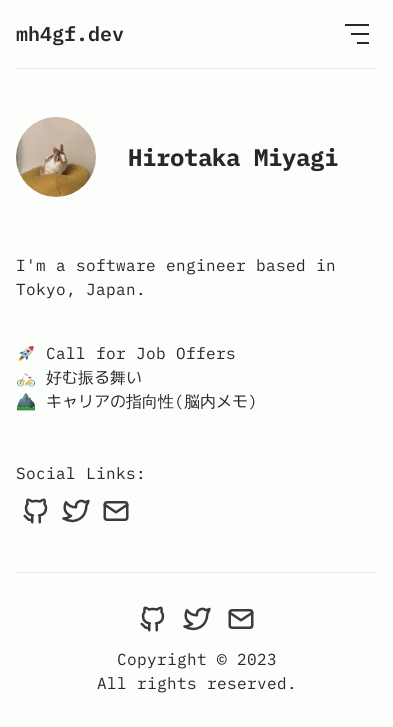 mh4gf.dev
Hirotaka Miyagi
I'm a software engineer based in
Tokyo, Japan.
🚀 Call for Job Offers
🚲 好む振る舞い
⛰️ キャリアの指向性(脳内メモ)
Social Links:
Copyright © 2023
All rights reserved.